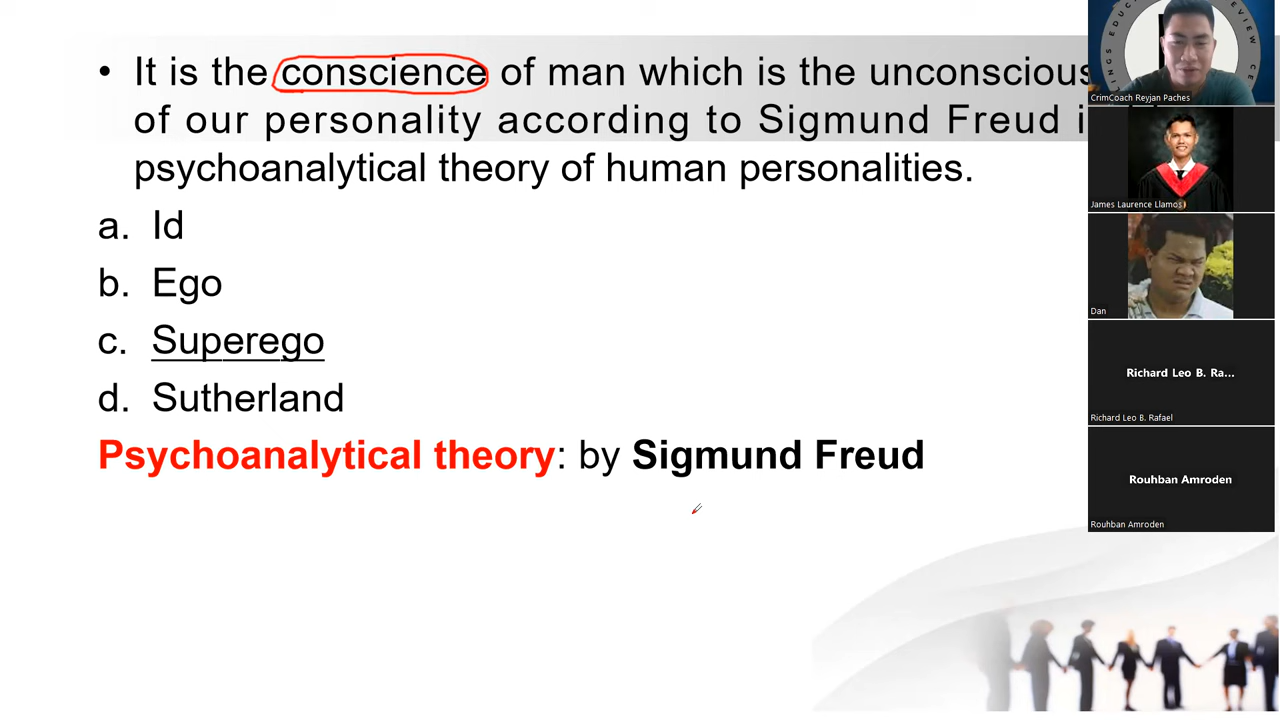 • It is the conscience of man which is the unconscious
of our personality according to Sigmund Freud
psychoanalytical theory of human personalities.
a. Id
b. Ego
c. Superego
d. Sutherland
Psychoanalytical theory: by Sigmund Freud
CrimCoach Reyjan Paches
James Laurence Llamos
Dan
Richard Leo B. Ra...
Richard Leo B. Rafael
Rouhban Amroden
Rouhban Amroden